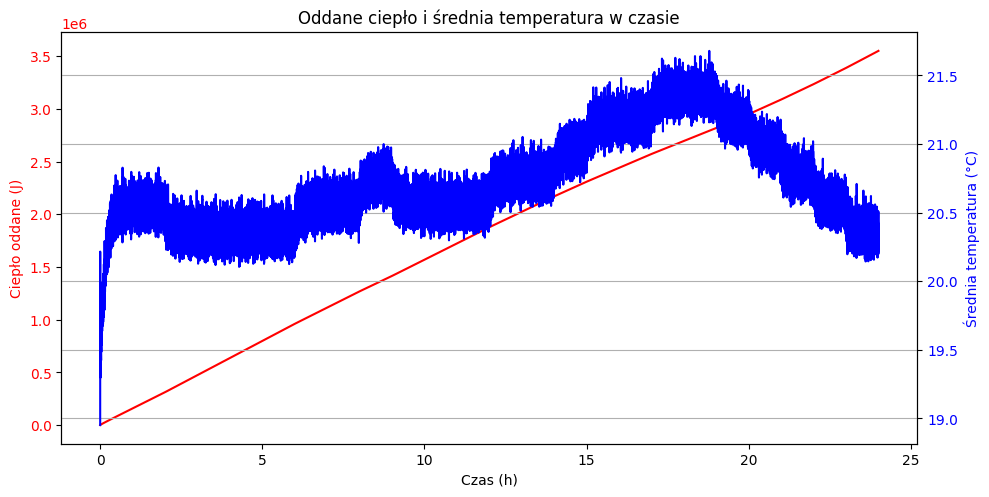 Oddane ciepło i średnia temperatura w czasie
1e6
3.5
3.0
2.5
2.0
1.5
1.0
0.5
0.0
Ciepło oddane (J)
21.5
21.0
20.5
20.0
19.5
19.0
Średnia temperatura (°C)
0 5 10 15 20 25
Czas (h)